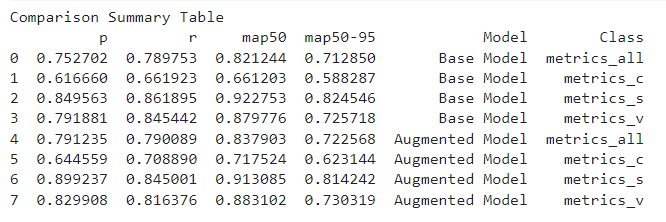 Comparison Summary Table
p r map50 map50-95 Model Class
0 0.752702 0.789753 0.821244 0.712850 Base Model metrics_all
1 0.616660 0.661923 0.661203 0.588287 Base Model metrics_c
2 0.849563 0.861895 0.922753 0.824546 Base Model metrics_s
3 0.791881 0.845442 0.879776 0.725718 Base Model metrics_v
4 0.791235 0.790089 0.837903 0.722568 Augmented Model metrics_all
5 0.644559 0.708890 0.717524 0.623144 Augmented Model metrics_c
6 0.899237 0.845001 0.913085 0.814242 Augmented Model metrics_s
7 0.829908 0.816376 0.883102 0.730319 Augmented Model metrics_v